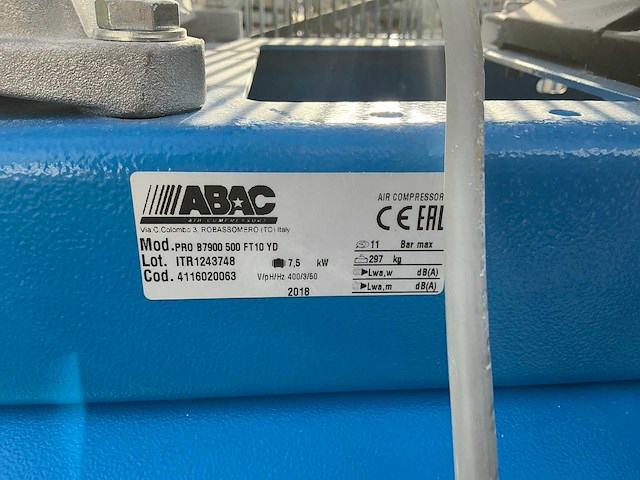 ABAC
AIR COMPRESSORS
Via C.Colombo 3, ROBASSOMERO (TO) Italy
AIR COMPRESSOR
CE EAC
Mod. PRO B7900 500 FT10 YD
Lot. ITR1243748
Cod. 4116020063
7,5 kW
V/pH/Hz 400/3/50
2018
11 Bar max
297 kg
Lwa,w dB(A)
Lwa,m dB(A)